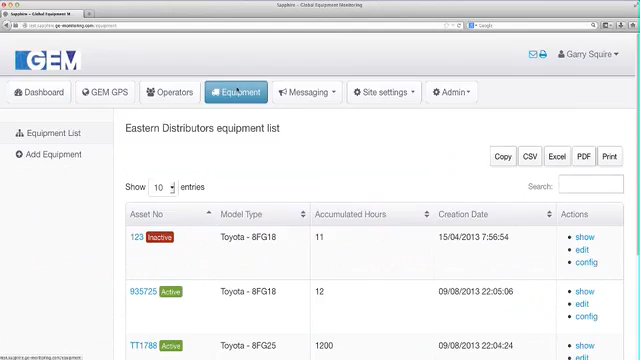 Sapphire - Global Equipment Monitoring
Sapphire - Global Equipment M
Google
GEM
Garry Squire
Dashboard
GEM GPS
Operators
Equipment
Messaging
Site settings
Admin
Equipment List
Add Equipment
Eastern Distributors equipment list
Copy
CSV
Excel
PDF
Print
Show 10 entries
Search:
Asset No Model Type Accumulated Hours Creation Date Actions
123 Inactive Toyota - 8FG18 11 15/04/2013 7:56:54 show
edit
config
935725 Active Toyota - 8FG18 12 09/08/2013 22:05:06 show
edit
config
TT1788 Active Toyota - 8FG25 1200 09/08/2013 22:04:24 show
edit